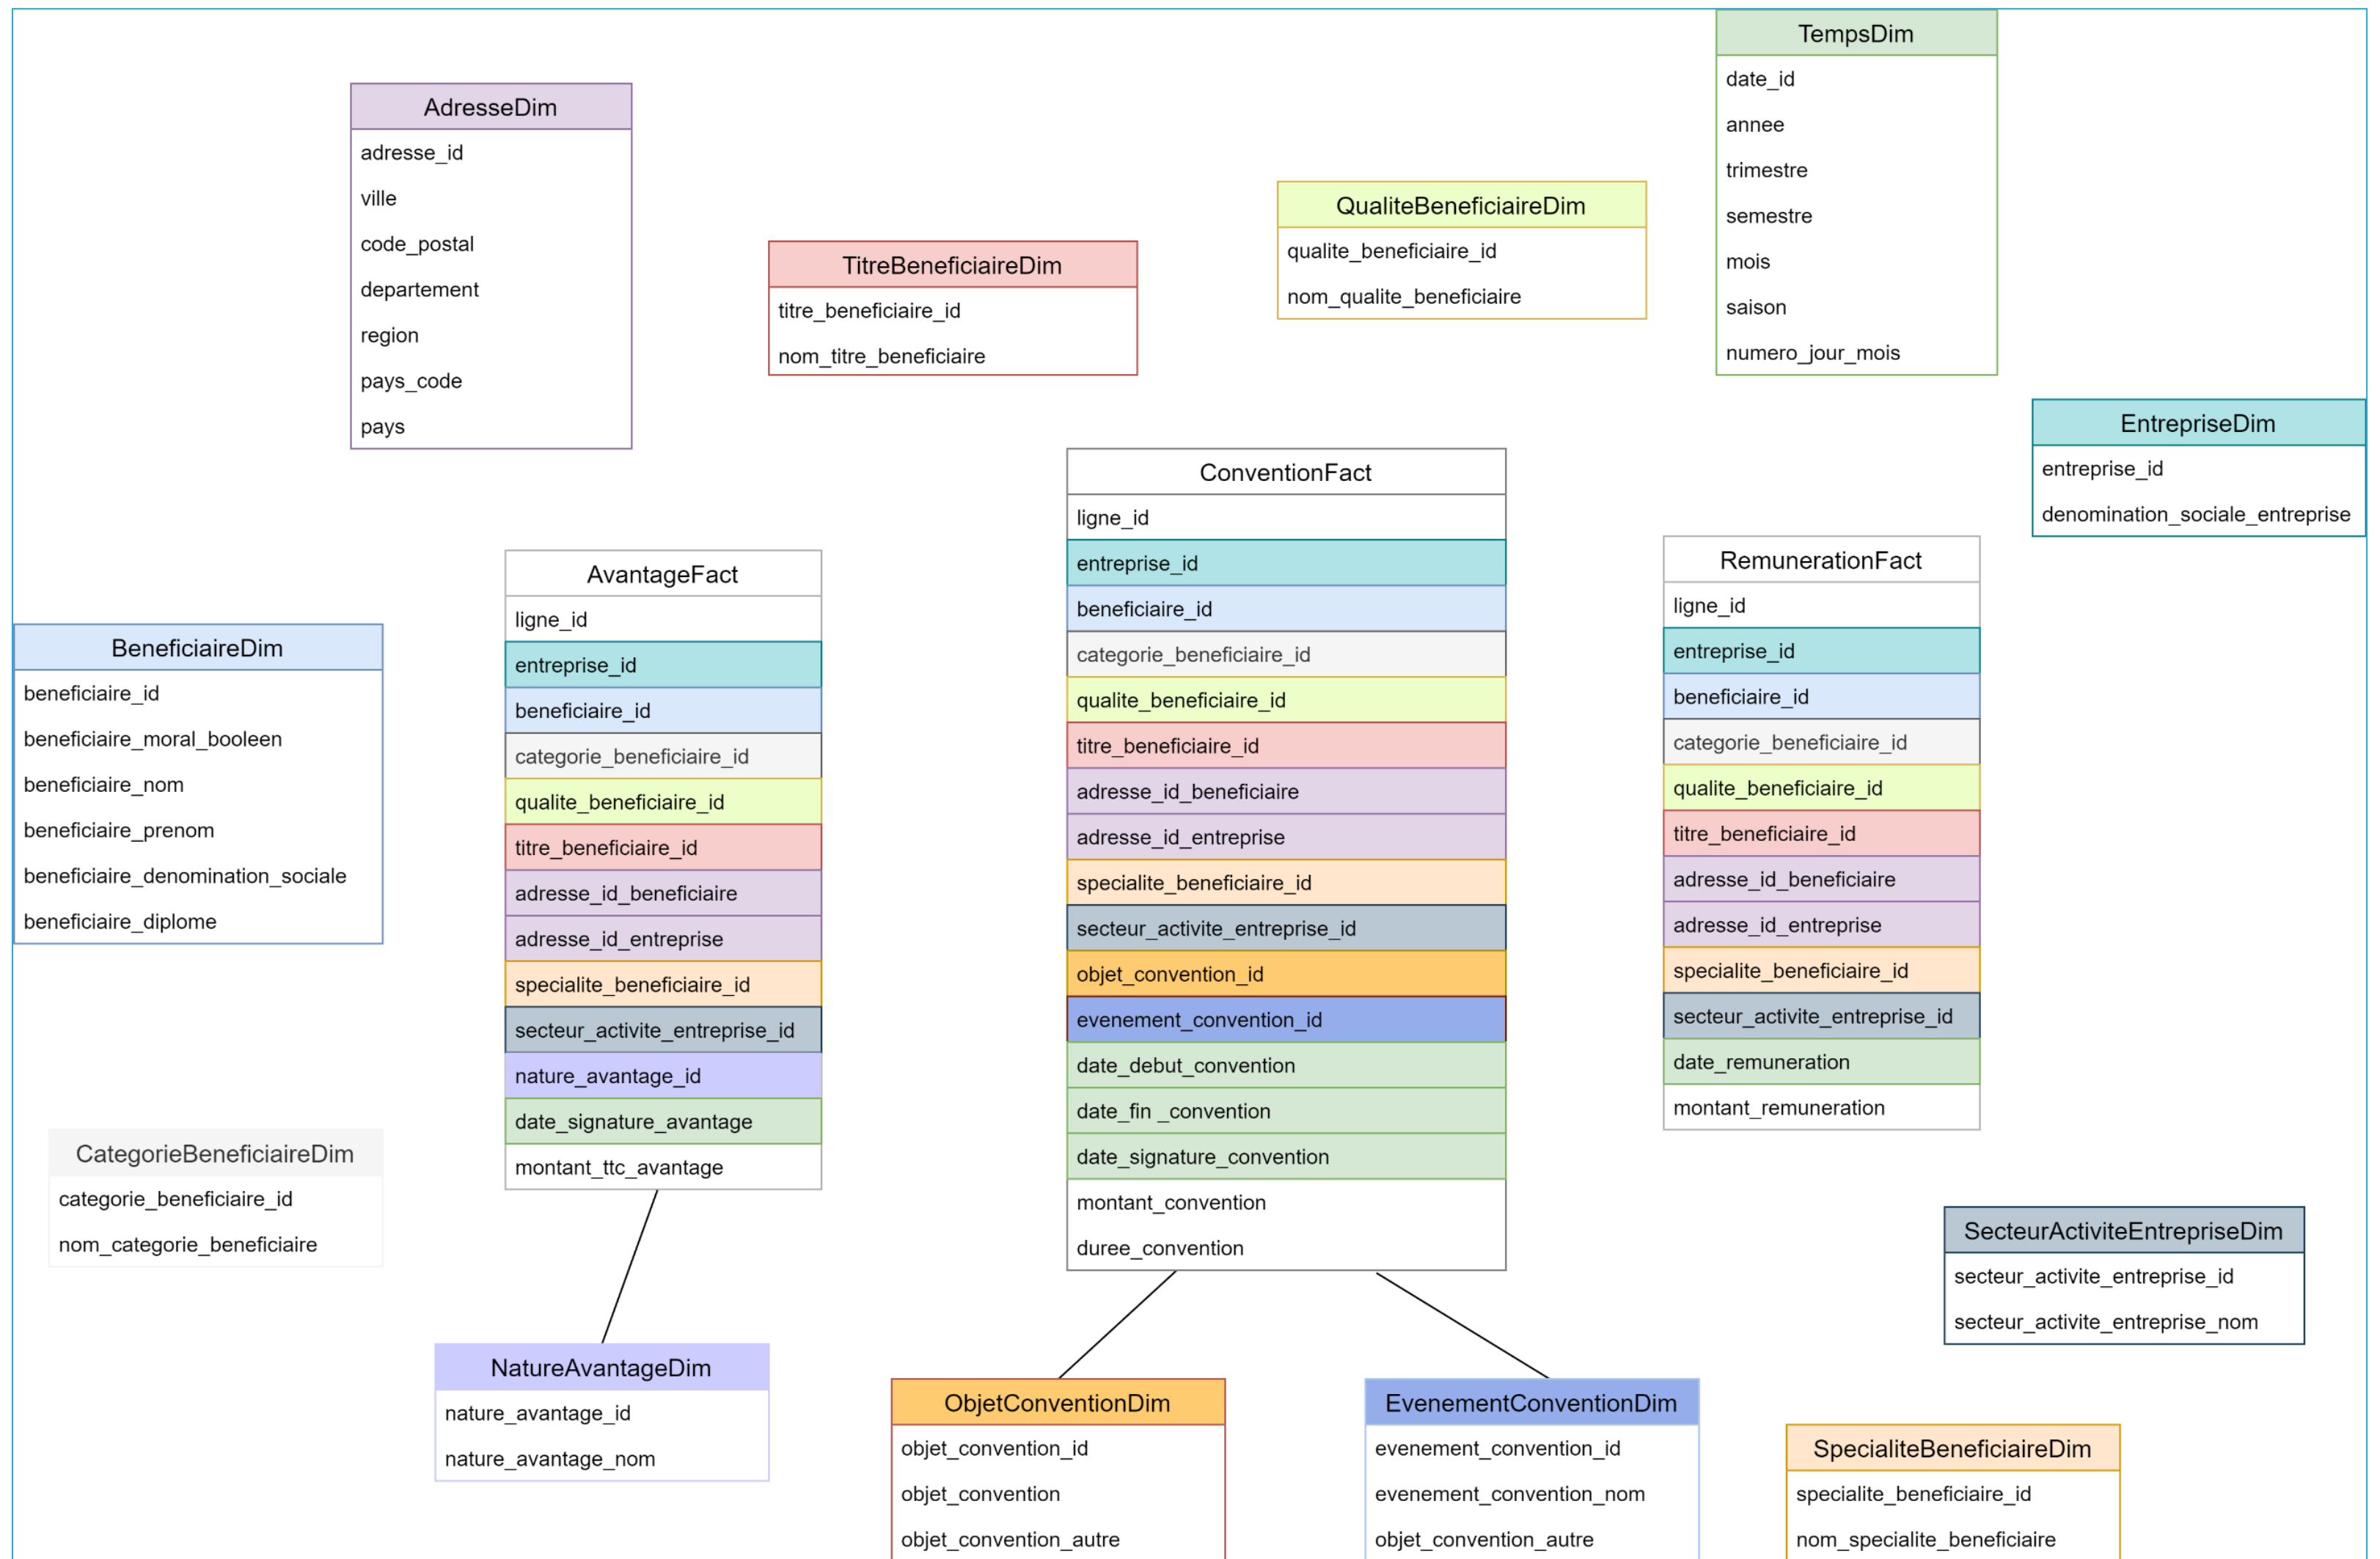 TempsDim
date_id
annee
trimestre
semestre
mois
saison
numero_jour_mois
AdresseDim
adresse_id
ville
code_postal
departement
region
pays_code
pays
QualiteBeneficiaireDim
qualite_beneficiaire_id
nom_qualite_beneficiaire
TitreBeneficiaireDim
titre_beneficiaire_id
nom_titre_beneficiaire
EntrepriseDim
entreprise_id
denomination_sociale_entreprise
ConventionFact
ligne_id
entreprise_id
beneficiaire_id
categorie_beneficiaire_id
qualite_beneficiaire_id
titre_beneficiaire_id
adresse_id_beneficiaire
adresse_id_entreprise
specialite_beneficiaire_id
secteur_activite_entreprise_id
objet_convention_id
evenement_convention_id
date_debut_convention
date_fin _convention
date_signature_convention
montant_convention
duree_convention
AvantageFact
ligne_id
entreprise_id
beneficiaire_id
categorie_beneficiaire_id
qualite_beneficiaire_id
titre_beneficiaire_id
adresse_id_beneficiaire
adresse_id_entreprise
specialite_beneficiaire_id
secteur_activite_entreprise_id
nature_avantage_id
date_signature_avantage
montant_ttc_avantage
RemunerationFact
ligne_id
entreprise_id
beneficiaire_id
categorie_beneficiaire_id
qualite_beneficiaire_id
titre_beneficiaire_id
adresse_id_beneficiaire
adresse_id_entreprise
specialite_beneficiaire_id
secteur_activite_entreprise_id
date_remuneration
montant_remuneration
BeneficiaireDim
beneficiaire_id
beneficiaire_moral_booleen
beneficiaire_nom
beneficiaire_prenom
beneficiaire_denomination_sociale
beneficiaire_diplome
CategorieBeneficiaireDim
categorie_beneficiaire_id
nom_categorie_beneficiaire
SecteurActiviteEntrepriseDim
secteur_activite_entreprise_id
secteur_activite_entreprise_nom
NatureAvantageDim
nature_avantage_id
nature_avantage_nom
ObjetConventionDim
objet_convention_id
objet_convention
objet_convention_autre
EvenementConventionDim
evenement_convention_id
evenement_convention_nom
objet_convention_autre
SpecialiteBeneficiaireDim
specialite_beneficiaire_id
nom_specialite_beneficiaire